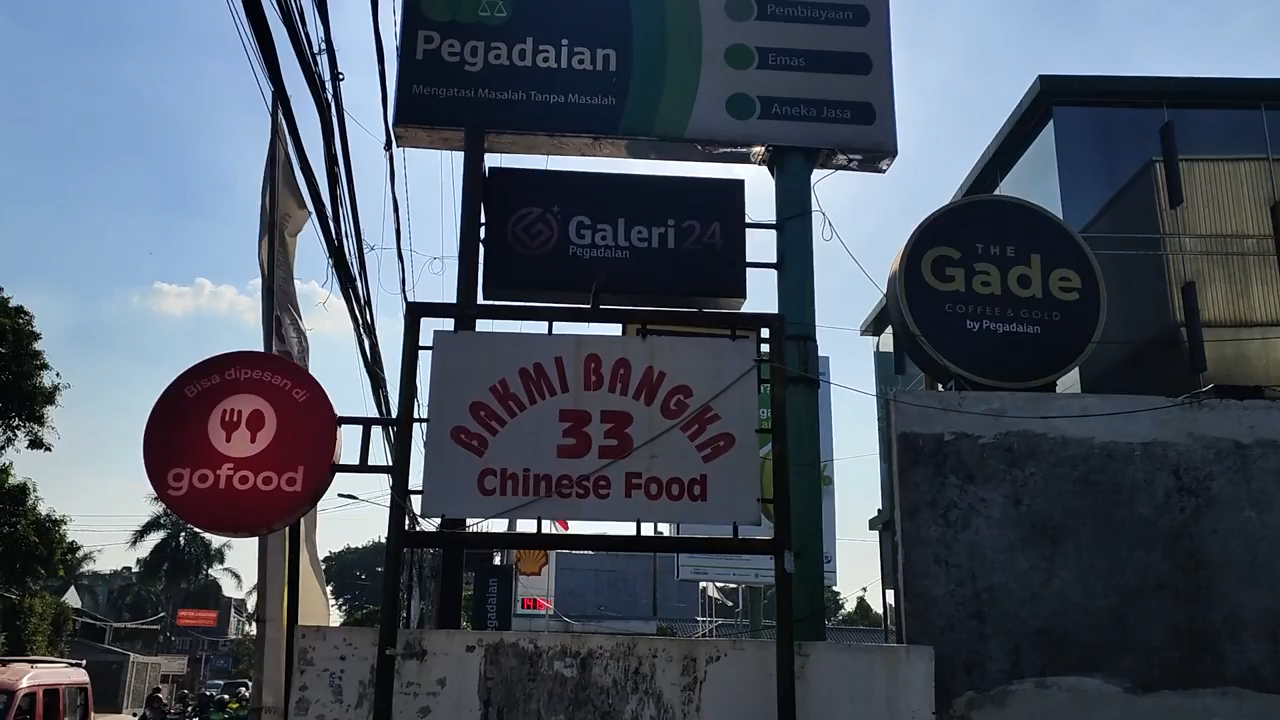 Pegadaian
Mengatasi Masalah Tanpa Masalah
Pembiayaan
Emas
Aneka Jasa
Galeri 24
Pegadaian
THE
Gade
COFFEE & GOLD
by Pegadaian
BAKMI BANGKA
33
Chinese Food
Bisa dipesan di
gofood
gadaian